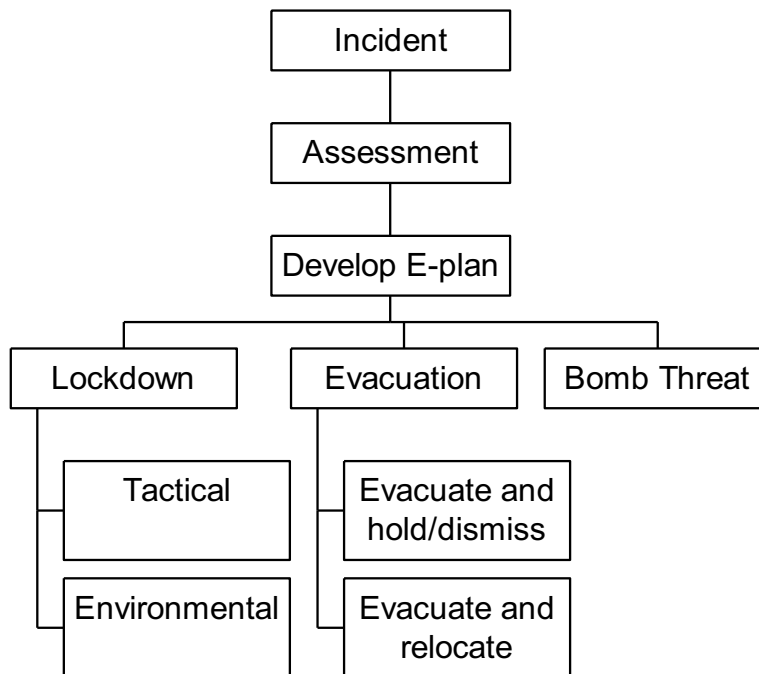 Incident
Assessment
Develop E-plan
Lockdown
Evacuation
Bomb Threat
Tactical
Evacuate and
hold/dismiss
Environmental
Evacuate and
relocate